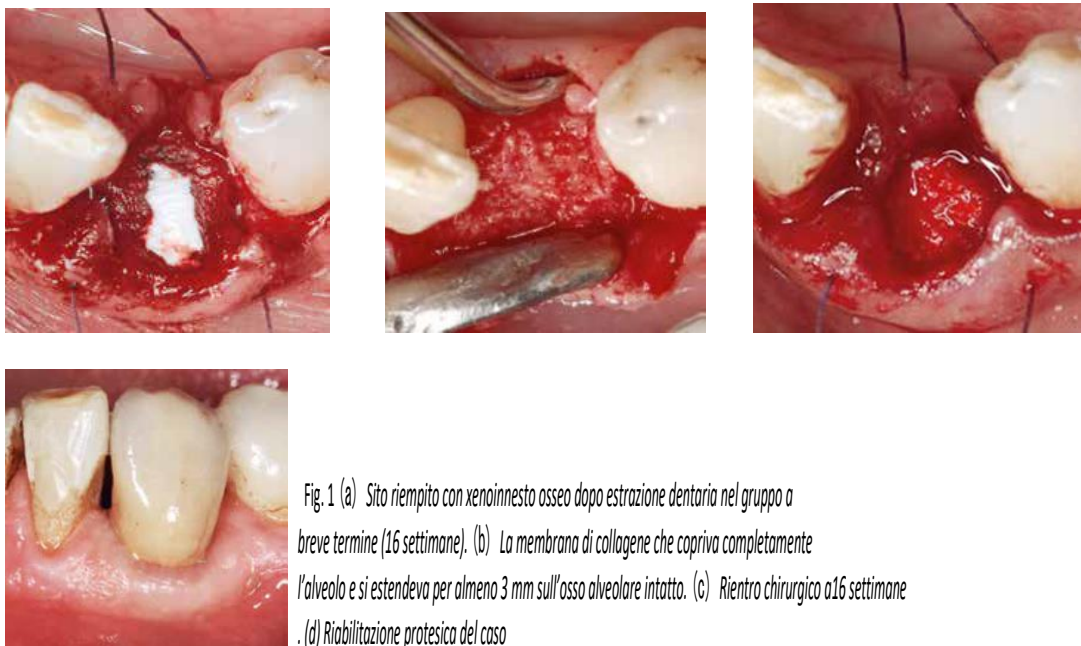 Fig. 1 (a) Sito riempito con xenoinnesto osseo dopo estrazione dentaria nel gruppo a
breve termine (16 settimane). (b) La membrana di collagene che copriva completamente
l'alveolo e si estendeva per almeno 3 mm sull'osso alveolare intatto. (c) Rientro chirurgico a16 settimane
. (d) Riabilitazione protesica del caso